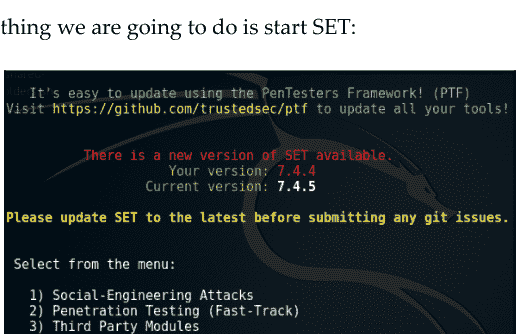 thing we are going to do is start SET:
It's easy to update using the PenTesters Framework! (PTF)
Visit https://github.com/trustedsec/ptf to update all your tools!
There is a new version of SET available.
Your version: 7.4.4
Current version: 7.4.5
Please update SET to the latest before submitting any git issues.
Select from the menu:
1) Social-Engineering Attacks
2) Penetration Testing (Fast-Track)
3) Third Party Modules